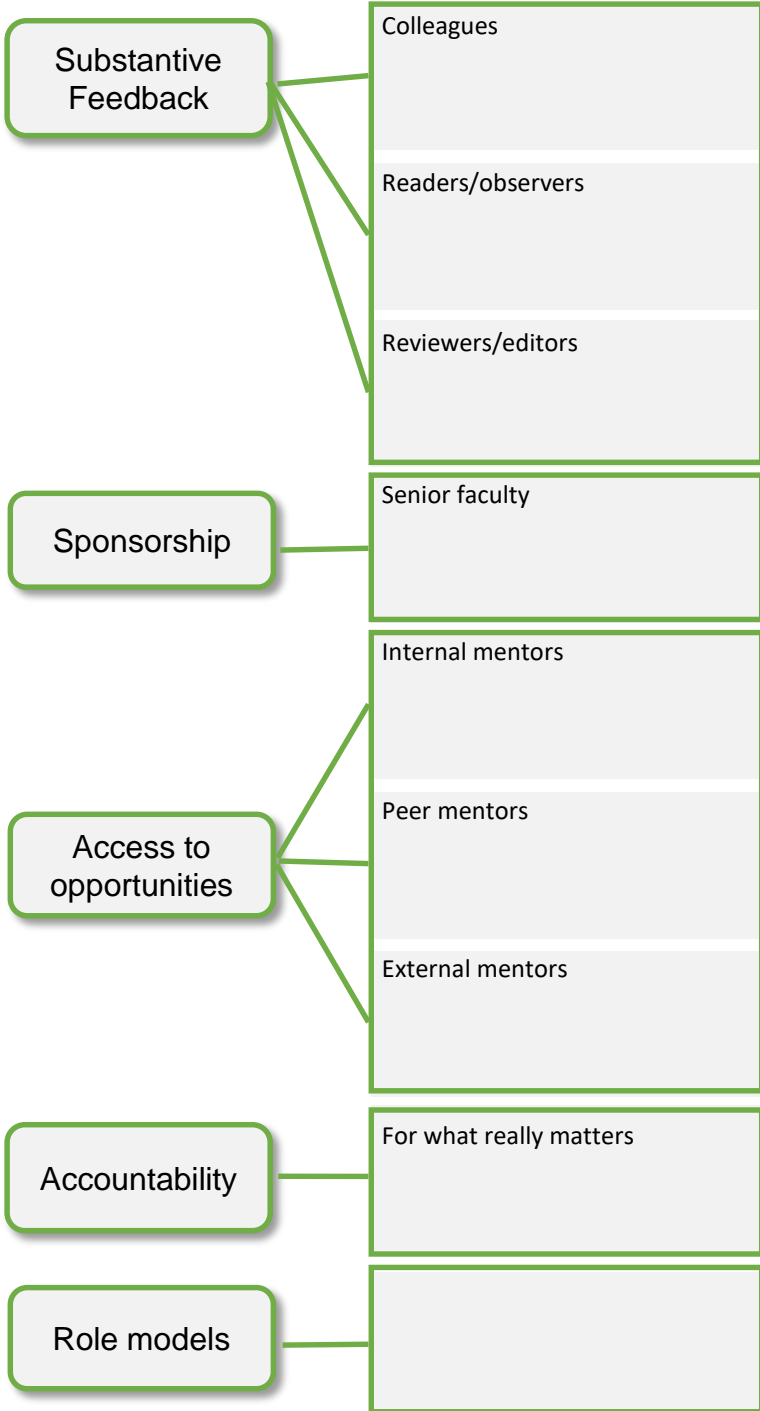 Substantive
Feedback
Colleagues
Readers/observers
Reviewers/editors
Sponsorship
Senior faculty
Access to
opportunities
Internal mentors
Peer mentors
External mentors
Accountability
For what really matters
Role models